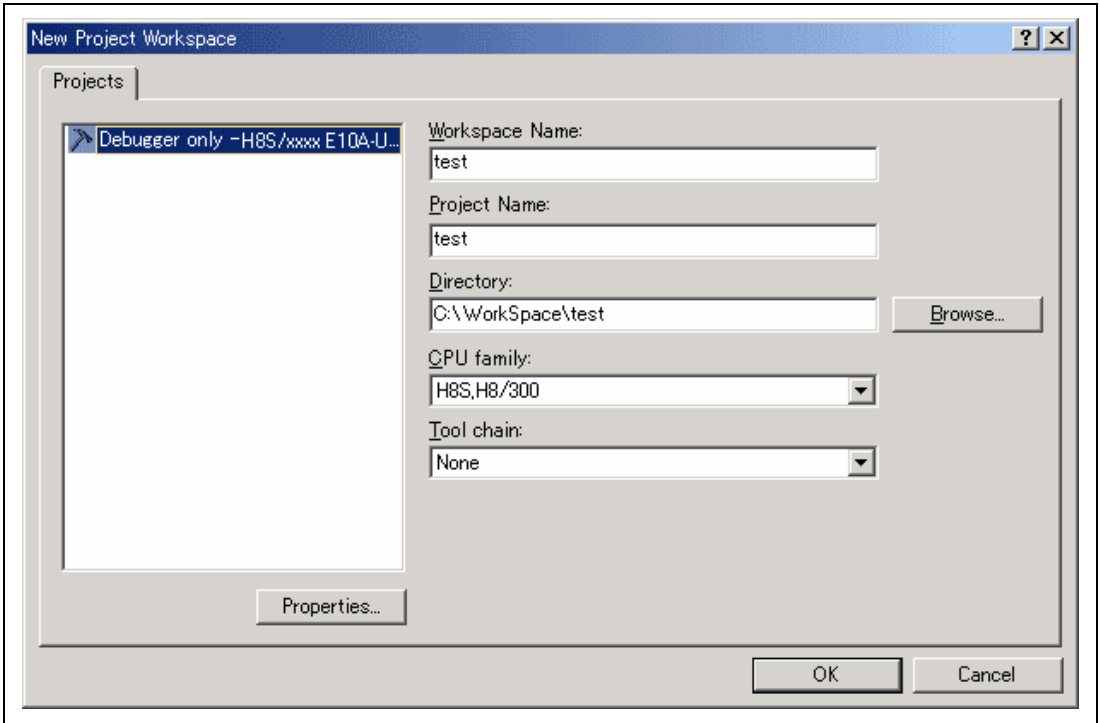 New Project Workspace
Projects
Debugger only -H8S/xxxx E10A-U...
Workspace Name:
test
Project Name:
test
Directory:
C:\WorkSpace\test
Browse...
CPU family:
H8S,H8/300
Tool chain:
None
Properties...
OK
Cancel